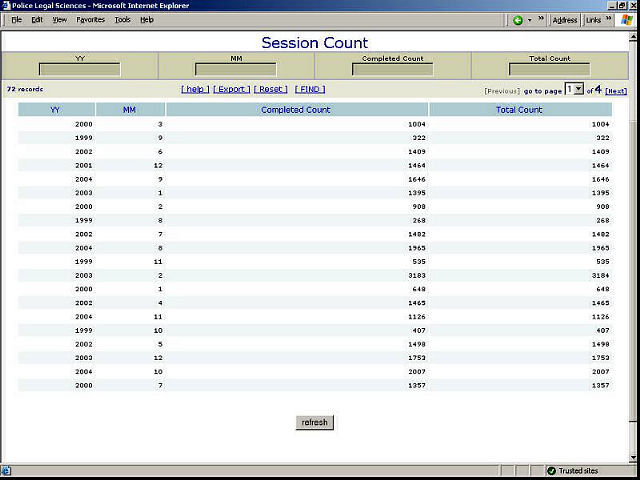 Police Legal Sciences - Microsoft Internet Explorer
File Edit View Favorites Tools Help Back » Address Links »
Session Count
YY MM Completed Count Total Count
72 records [ help ] [ Export ] [ Reset ] [ FIND ] [Previous] go to page 1 of 4 [Next]
YY MM Completed Count Total Count
2000 3 1004 1004
1999 9 322 322
2002 6 1409 1409
2001 12 1464 1464
2004 9 1646 1646
2003 1 1395 1395
2000 2 908 908
1999 8 268 268
2002 7 1482 1482
2004 8 1965 1965
1999 11 535 535
2003 2 3183 3184
2000 1 648 648
2002 4 1465 1465
2004 11 1126 1126
1999 10 407 407
2002 5 1498 1498
2003 12 1753 1753
2004 10 2007 2007
2000 7 1357 1357
refresh
Trusted sites